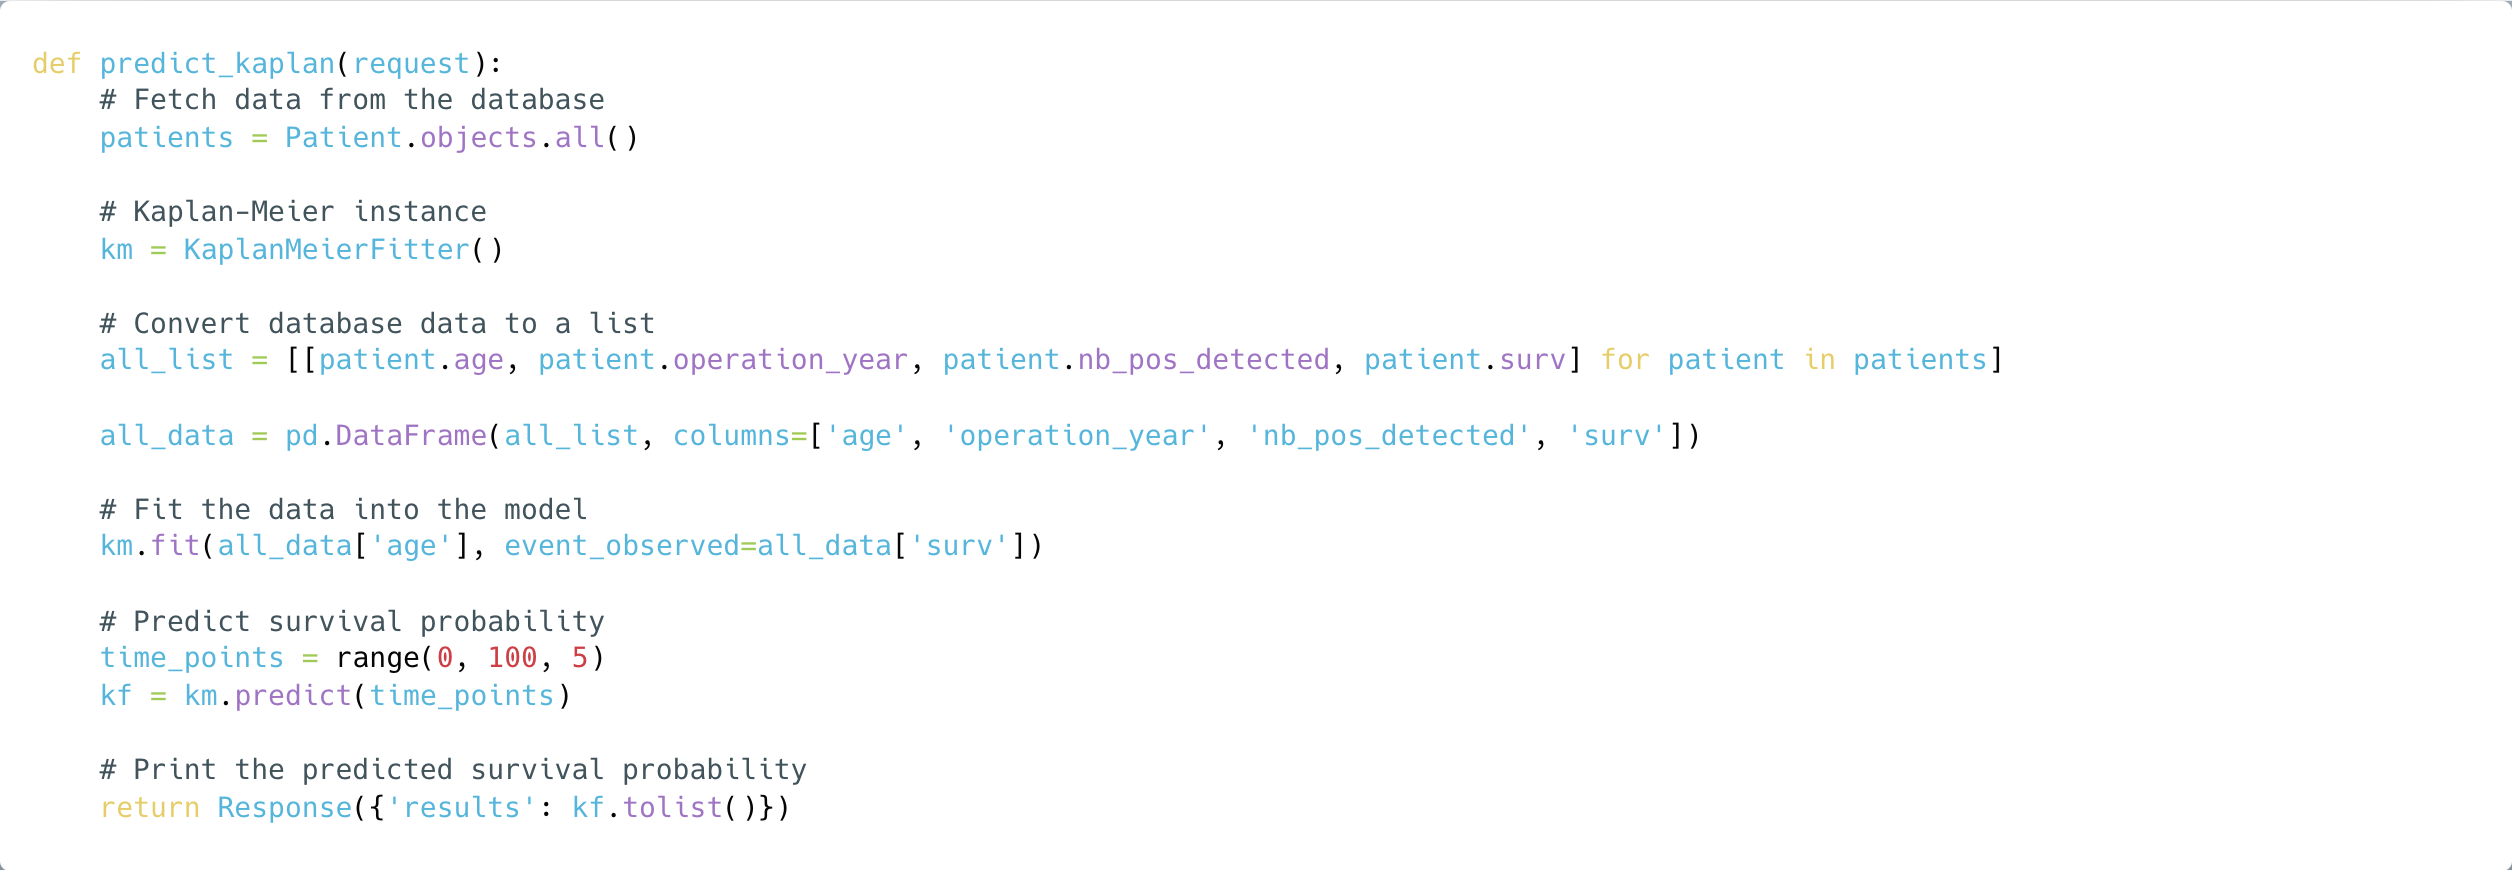 def predict_kaplan(request):
    # Fetch data from the database
    patients = Patient.objects.all()

    # Kaplan-Meier instance
    km = KaplanMeierFitter()

    # Convert database data to a list
    all_list = [[patient.age, patient.operation_year, patient.nb_pos_detected, patient.surv] for patient in patients]

    all_data = pd.DataFrame(all_list, columns=['age', 'operation_year', 'nb_pos_detected', 'surv'])

    # Fit the data into the model
    km.fit(all_data['age'], event_observed=all_data['surv'])

    # Predict survival probability
    time_points = range(0, 100, 5)
    kf = km.predict(time_points)

    # Print the predicted survival probability
    return Response({'results': kf.tolist()})